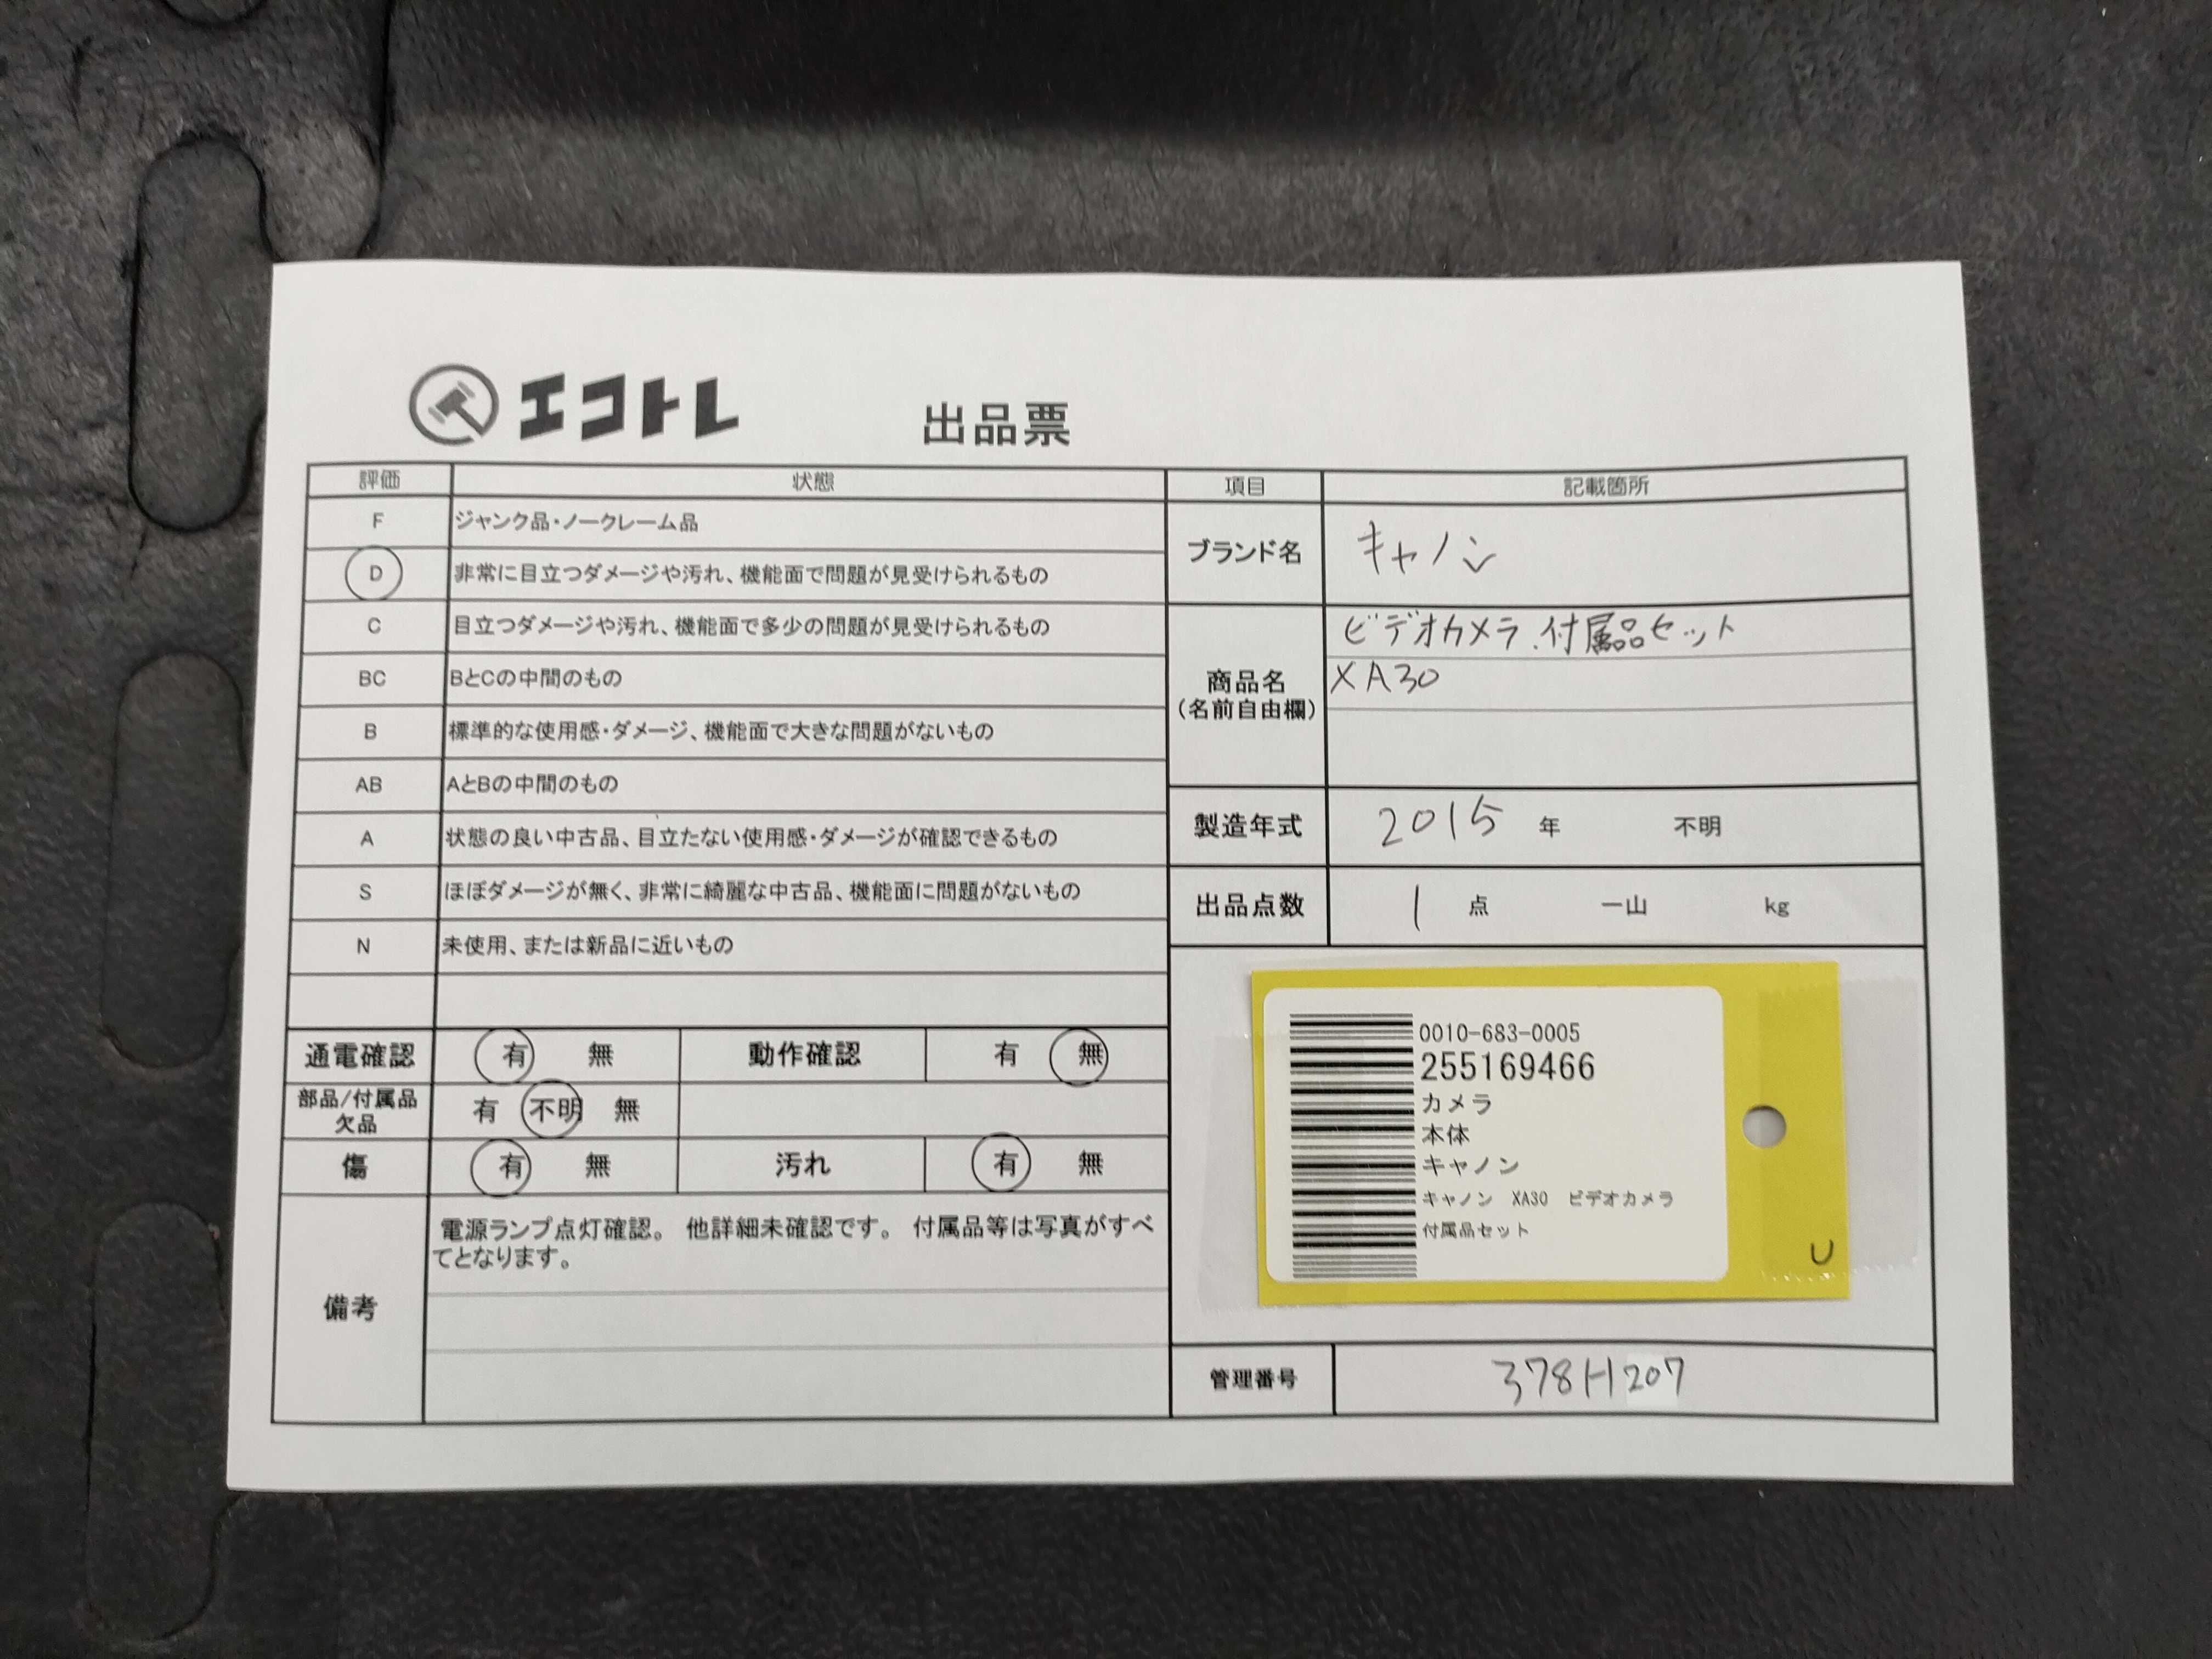 エコトレ
出品票
評価 状態
F ジャンク品・ノークレーム品
D 非常に目立つダメージや汚れ、機能面で問題が見受けられるもの
C 目立つダメージや汚れ、機能面で多少の問題が見受けられるもの
BC BとCの中間のもの
B 標準的な使用感・ダメージ、機能面で大きな問題がないもの
AB AとBの中間のもの
A 状態の良い中古品、目立たない使用感・ダメージが確認できるもの
S ほぼダメージが無く、非常に綺麗な中古品、機能面に問題がないもの
N 未使用、または新品に近いもの
通電確認 有 無 動作確認 有 無
部品/付属品
欠品
有 不明 無
傷 有 無 汚れ 有 無
備考
電源ランプ点灯確認。 他詳細未確認です。 付属品等は写真がすべ
てとなります。
項目 記載箇所
ブランド名 キャノン
商品名
(名前自由欄)
ビデオカメラ.付属品セット
XA30
製造年式 2015 年 不明
出品点数 1 点 一山 kg
0010-683-0005
255169466
カメラ
本体
キャノン
キャノン XA30 ビデオカメラ
付属品セット
U
管理番号 378H207